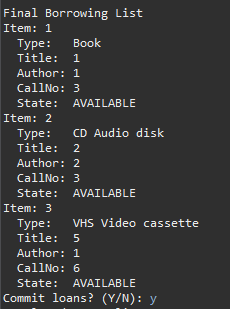 Final Borrowing List
Item: 1
  Type:   Book
  Title:  1
  Author: 1
  CallNo: 3
  State:  AVAILABLE
Item: 2
  Type:   CD Audio disk
  Title:  2
  Author: 2
  CallNo: 3
  State:  AVAILABLE
Item: 3
  Type:   VHS Video cassette
  Title:  5
  Author: 1
  CallNo: 6
  State:  AVAILABLE
Commit loans? (Y/N): y